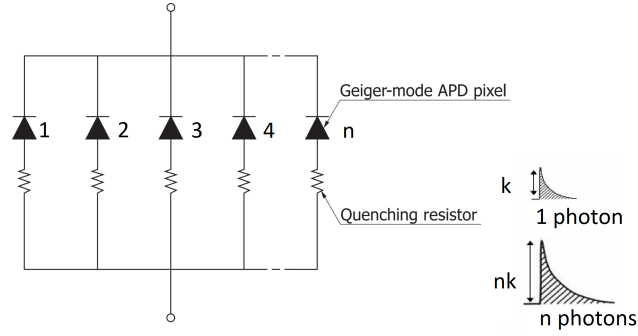 Geiger-mode APD pixel
1 2 3 4 n
k
1 photon
Quenching resistor
nk
n photons